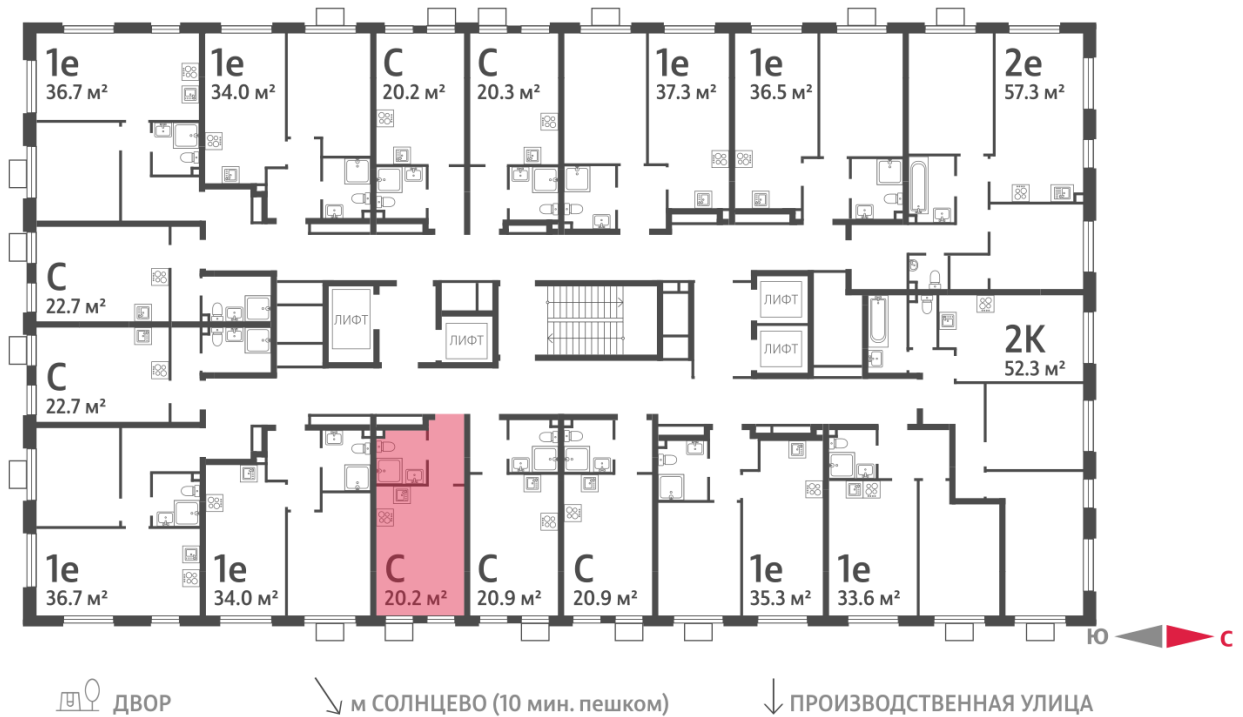 1е
36.7 м²
1е
34.0 м²
С
20.2 м²
С
20.3 м²
1е
37.3 м²
1е
36.5 м²
2е
57.3 м²
С
22.7 м²
ЛИФТ
ЛИФТ
ЛИФТ
ЛИФТ
2К
52.3 м²
С
22.7 м²
1е
36.7 м²
1е
34.0 м²
С
20.2 м²
С
20.9 м²
С
20.9 м²
1е
35.3 м²
1е
33.6 м²
Ю С
ДВОР
м СОЛНЦЕВО (10 мин. пешком)
ПРОИЗВОДСТВЕННАЯ УЛИЦА